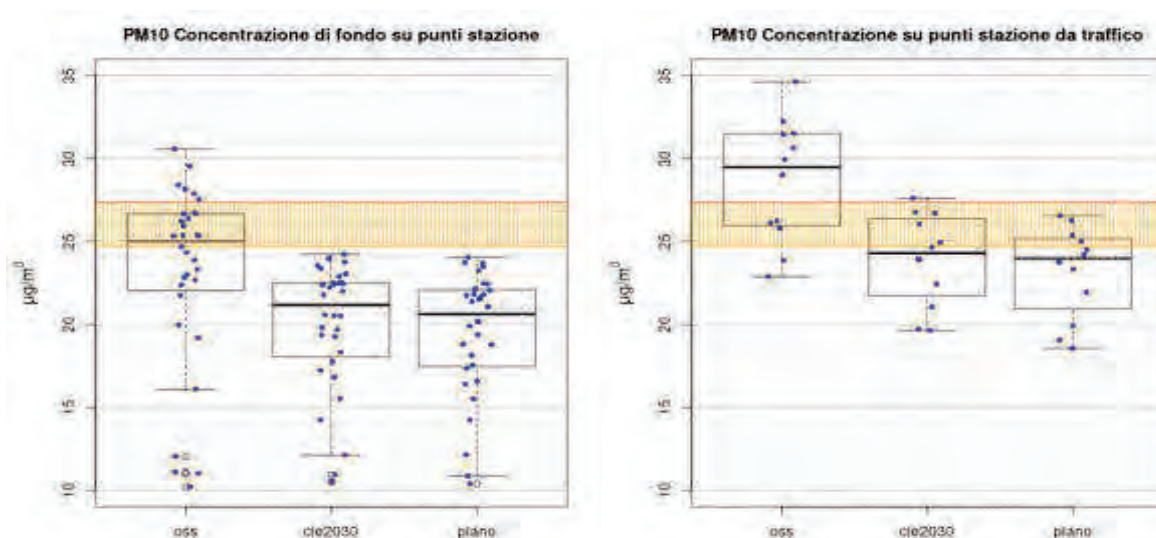 PM10 Concentrazione di fondo su punti stazione
35
30
25
20
15
10
µg/m³
oss
cle2030
piano
PM10 Concentrazione su punti stazione da traffico
35
30
25
20
15
10
µg/m³
oss
cle2030
piano